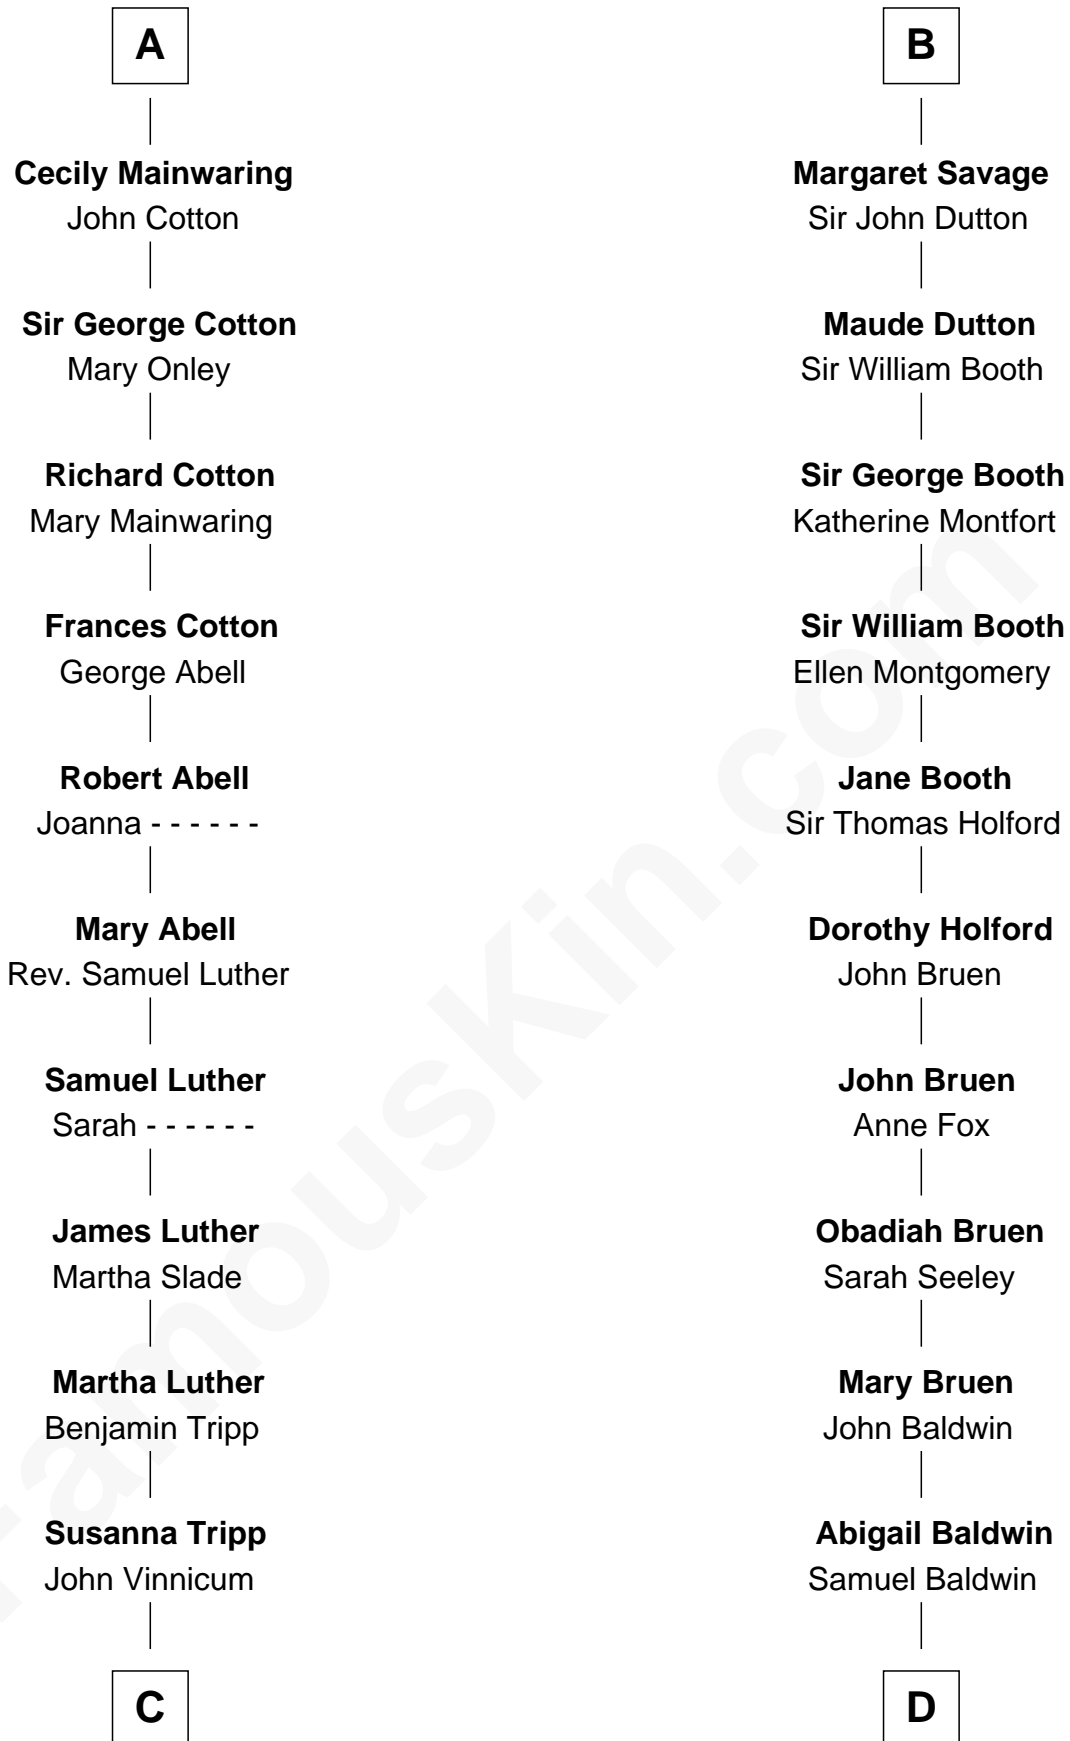 A
Cecily Mainwaring
John Cotton
Sir George Cotton
Mary Onley
Richard Cotton
Mary Mainwaring
Frances Cotton
George Abell
Robert Abell
Joanna - - - - - -
Mary Abell
Rev. Samuel Luther
Samuel Luther
Sarah - - - - - -
James Luther
Martha Slade
Martha Luther
Benjamin Tripp
Susanna Tripp
John Vinnicum
C
B
Margaret Savage
Sir John Dutton
Maude Dutton
Sir William Booth
Sir George Booth
Katherine Montfort
Sir William Booth
Ellen Montgomery
Jane Booth
Sir Thomas Holford
Dorothy Holford
John Bruen
John Bruen
Anne Fox
Obadiah Bruen
Sarah Seeley
Mary Bruen
John Baldwin
Abigail Baldwin
Samuel Baldwin
D
FamousKin.com